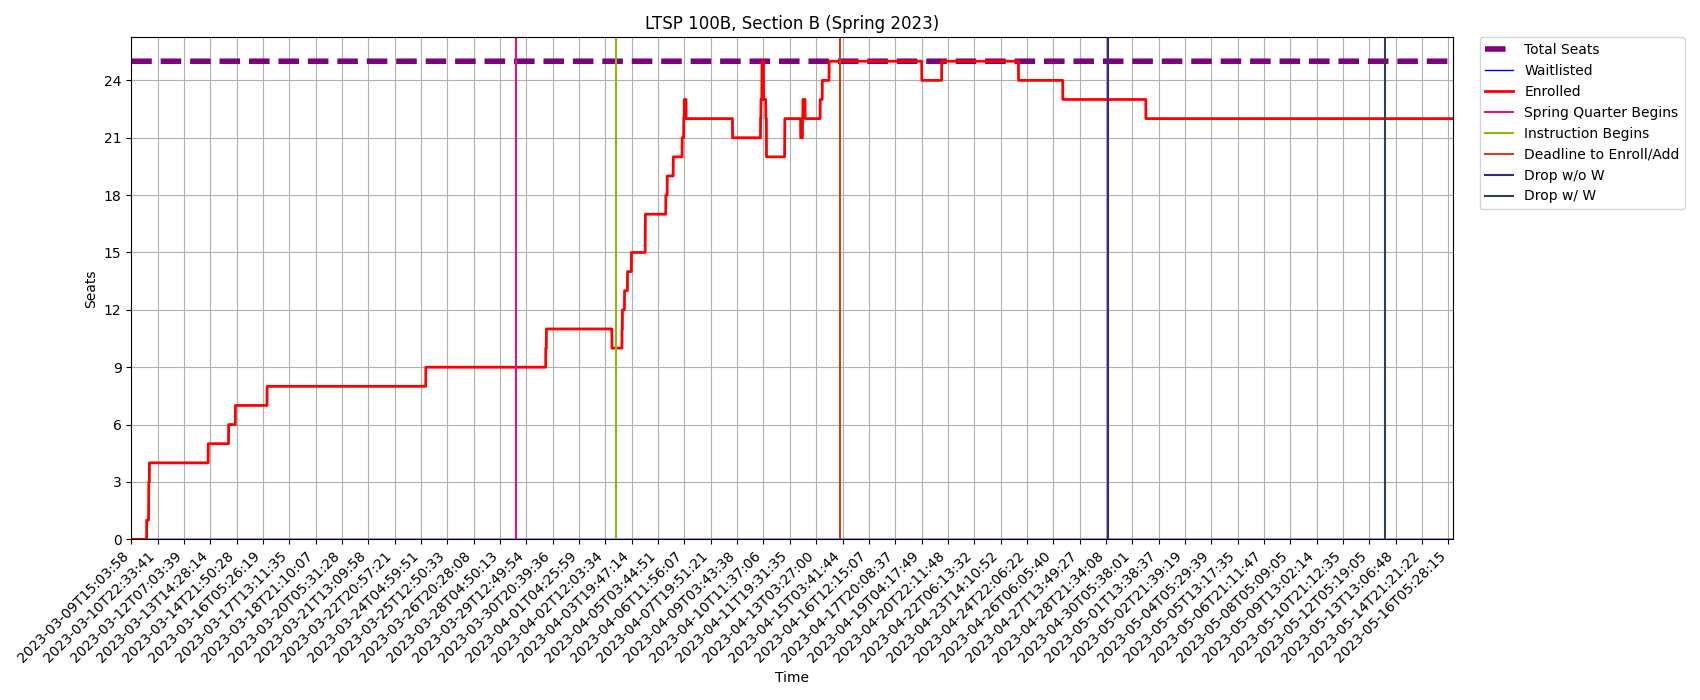 LTSP 100B, Section B (Spring 2023)
Total Seats
Waitlisted
Enrolled
Spring Quarter Begins
Instruction Begins
Deadline to Enroll/Add
Drop w/o W
Drop w/ W
Seats
24
21
18
15
12
9
6
3
0
2023-03-09T15:03:58
2023-03-10T22:33:41
2023-03-12T07:03:39
2023-03-13T14:28:14
2023-03-14T21:50:28
2023-03-16T05:26:19
2023-03-17T13:11:35
2023-03-18T21:10:07
2023-03-20T05:31:28
2023-03-21T13:09:58
2023-03-22T20:57:21
2023-03-24T04:59:51
2023-03-25T12:50:33
2023-03-26T20:28:08
2023-03-28T04:50:13
2023-03-29T12:49:54
2023-03-30T20:39:36
2023-04-01T04:25:59
2023-04-02T12:03:34
2023-04-03T19:47:14
2023-04-05T03:44:51
2023-04-06T11:56:07
2023-04-07T19:51:21
2023-04-09T03:43:38
2023-04-10T11:37:06
2023-04-11T19:31:35
2023-04-13T03:27:00
2023-04-15T03:41:44
2023-04-16T12:15:07
2023-04-17T20:08:37
2023-04-19T04:17:49
2023-04-20T22:11:48
2023-04-22T06:13:32
2023-04-23T14:10:52
2023-04-24T22:06:22
2023-04-26T06:05:40
2023-04-27T13:49:27
2023-04-28T21:34:08
2023-04-30T05:38:01
2023-05-01T13:38:37
2023-05-02T21:39:19
2023-05-04T05:29:39
2023-05-05T13:17:35
2023-05-06T21:11:47
2023-05-08T05:09:05
2023-05-09T13:02:14
2023-05-10T21:12:35
2023-05-12T05:19:05
2023-05-13T13:06:48
2023-05-14T21:21:22
2023-05-16T05:28:15
Time